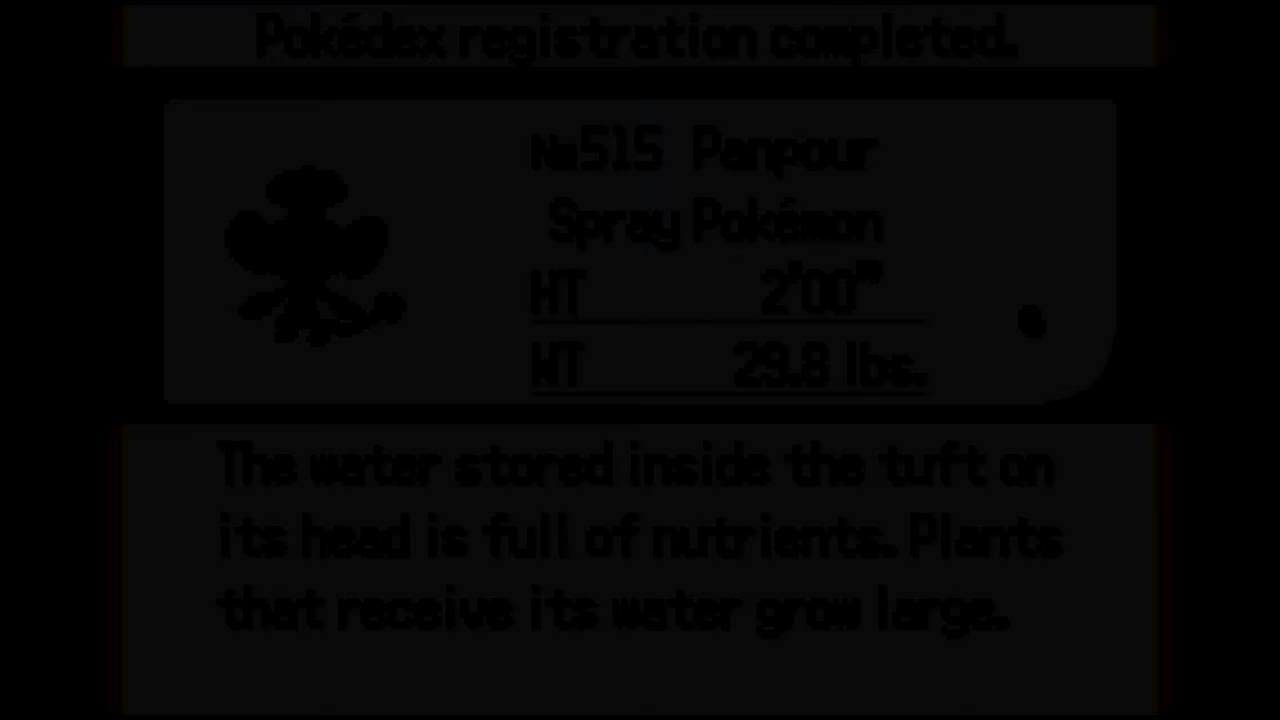 Pokédex registration completed.
№515 Panpour
Spray Pokémon
HT 2'00"
WT 29.8 lbs.
The water stored inside the tuft on
its head is full of nutrients. Plants
that receive its water grow large.